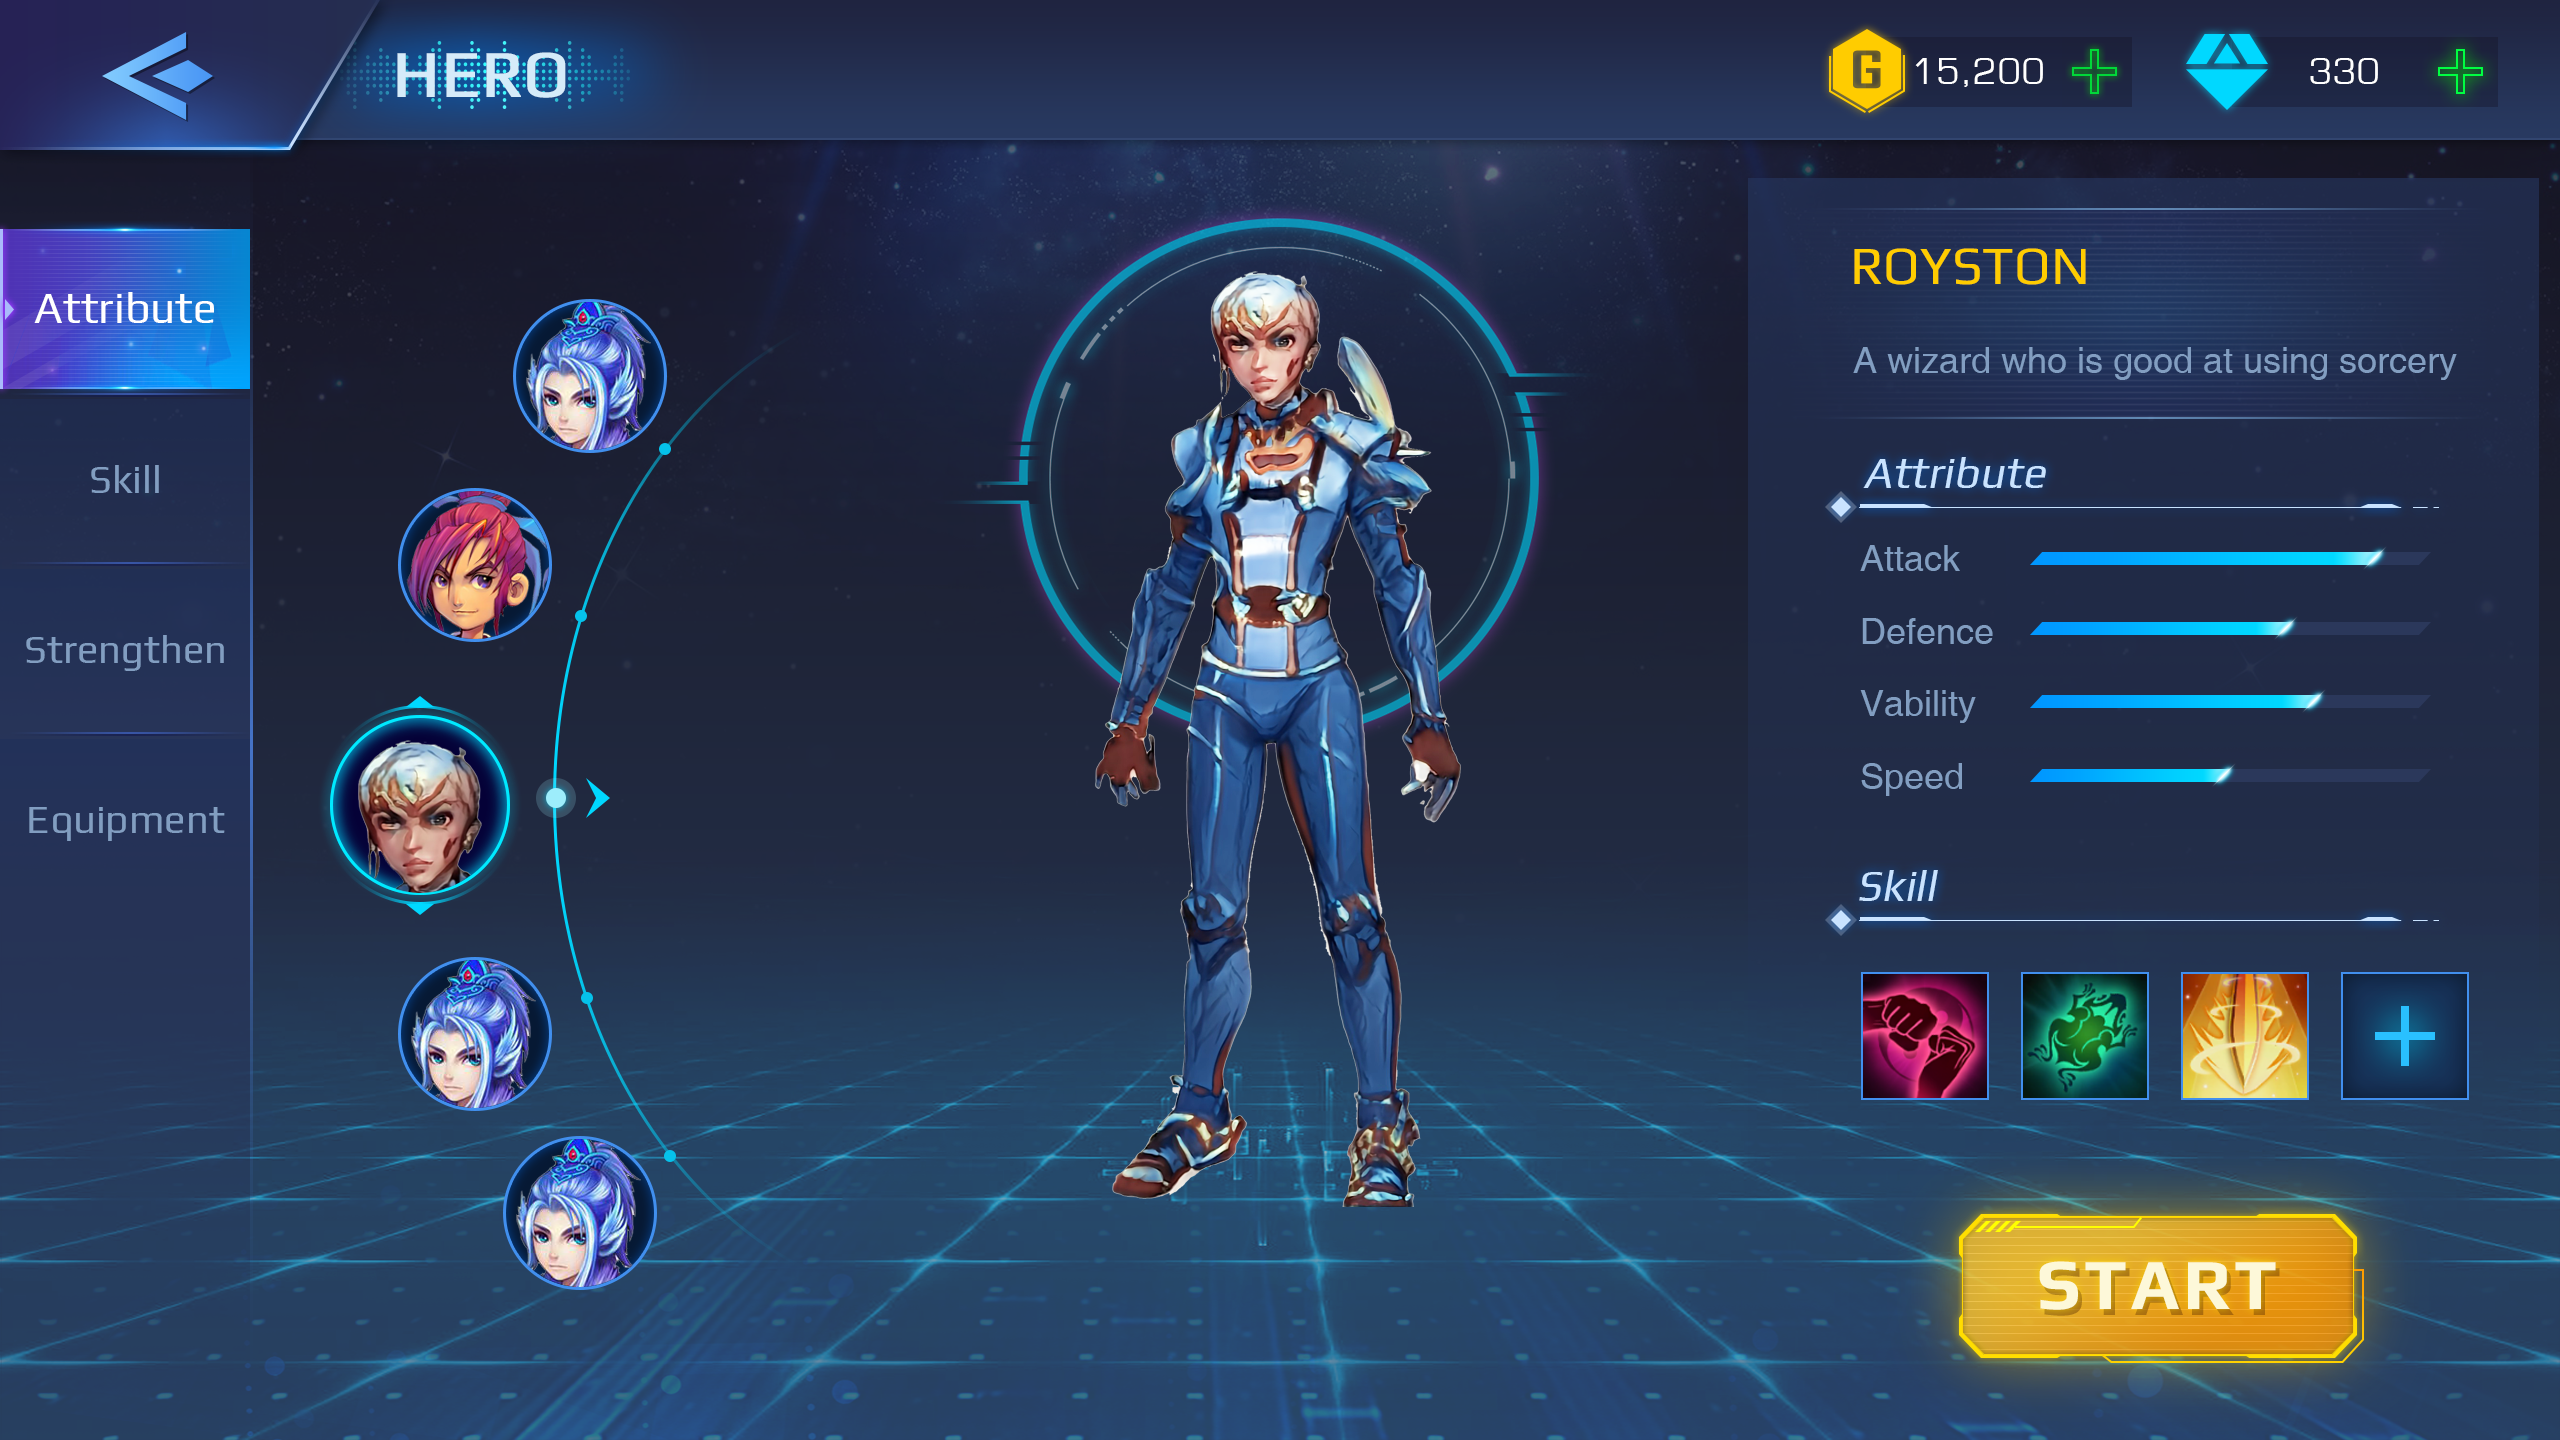 HERO
G 15,200
330
Attribute
Skill
Strengthen
Equipment
ROYSTON
A wizard who is good at using sorcery
Attribute
Attack
Defence
Vability
Speed
Skill
START